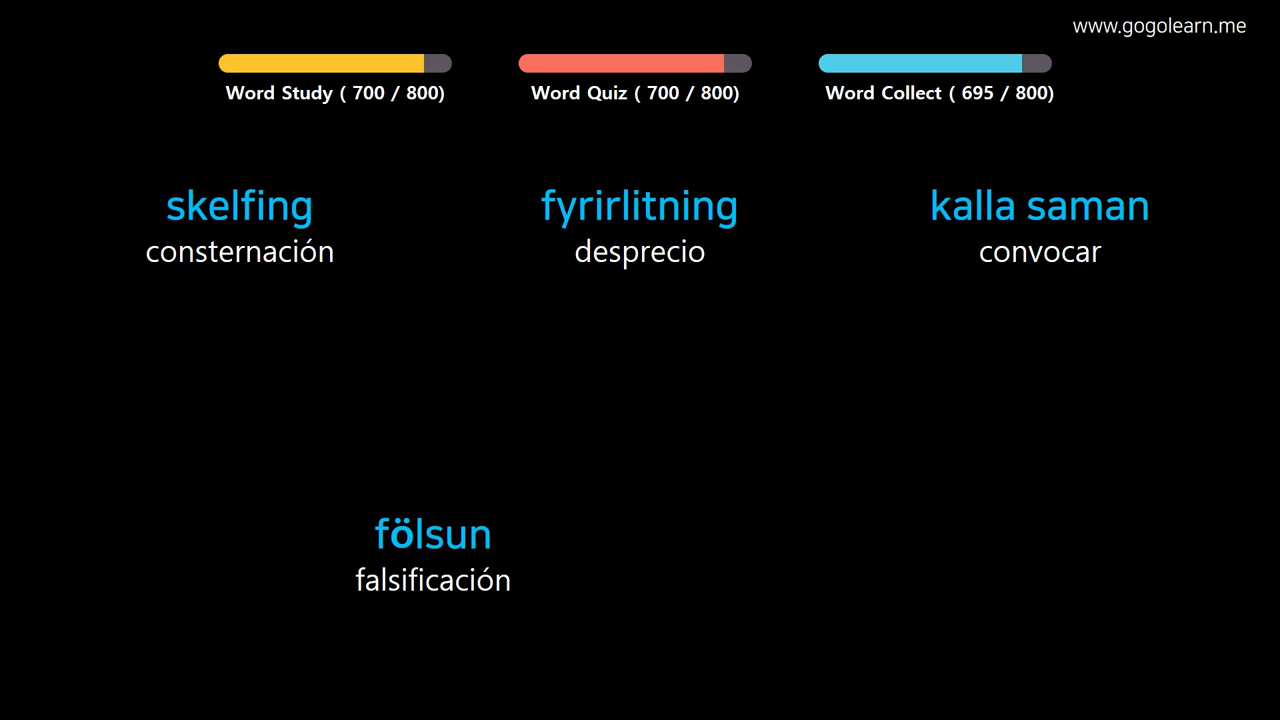 www.gogolearn.me
Word Study ( 700 / 800)
Word Quiz ( 700 / 800)
Word Collect ( 695 / 800)
skelfing
consternación
fyrirlitning
desprecio
kalla saman
convocar
fölsun
falsificación